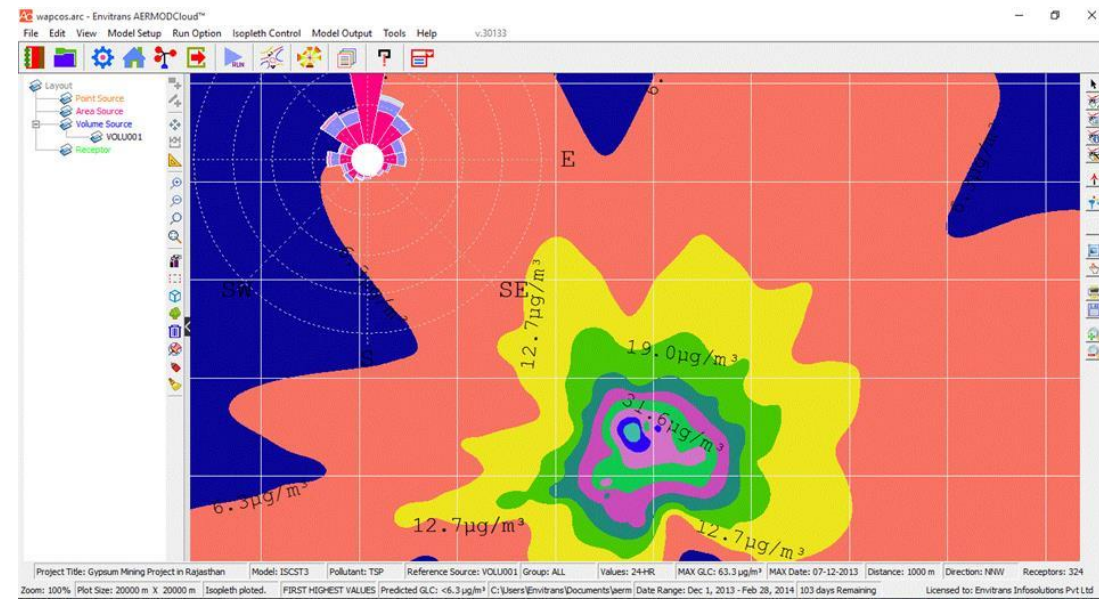 wapcos.arc - Envitrans AERMODCloud™
File Edit View Model Setup Run Option Isopleth Control Model Output Tools Help v.30133
RUN
Layout
Point Source
Area Source
Volume Source
VOLU001
Receptor
E
SW
SE
S
12.7µg/m³
19.0µg/m³
31.6µg/m³
6.3µg/m³
12.7µg/m³
12.7µg/m³
6.3µg/m³
Project Title: Gypsum Mining Project in Rajasthan Model: ISCST3 Pollutant: TSP Reference Source: VOLU001 Group: ALL Values: 24-HR MAX GLC: 63.3 µg/m³ MAX Date: 07-12-2013 Distance: 1000 m Direction: NNW Receptors: 324
Zoom: 100% Plot Size: 20000 m X 20000 m Isopleth ploted. FIRST HIGHEST VALUES Predicted GLC: <6.3 µg/m³ C:\Users\Envitrans\Documents\aerm Date Range: Dec 1, 2013 - Feb 28, 2014 103 days Remaining Licensed to: Envitrans Infosolutions Pvt Ltd